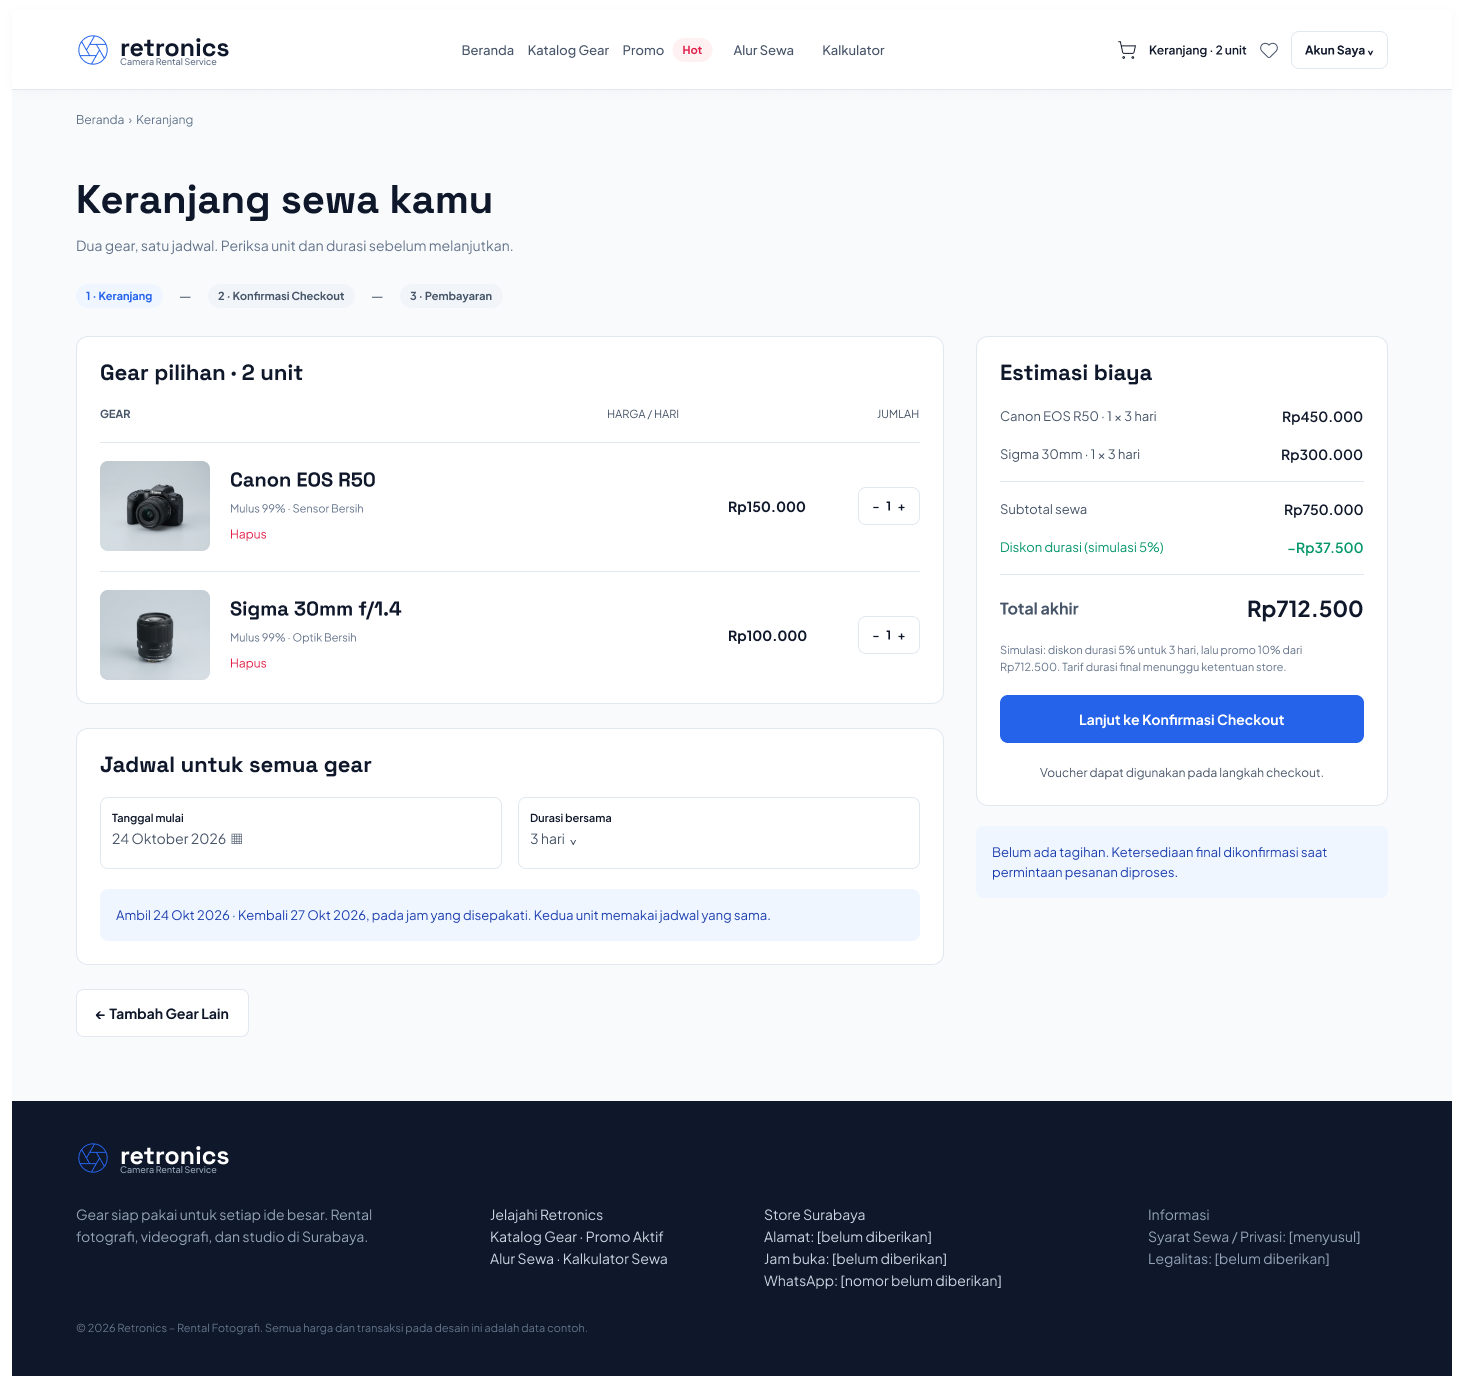 retronics
Camera Rental Service
Beranda Katalog Gear Promo Hot Alur Sewa Kalkulator
Keranjang · 2 unit
Akun Saya
Beranda › Keranjang
Keranjang sewa kamu
Dua gear, satu jadwal. Periksa unit dan durasi sebelum melanjutkan.
1 · Keranjang — 2 · Konfirmasi Checkout — 3 · Pembayaran
Gear pilihan · 2 unit
GEAR HARGA / HARI JUMLAH
Canon EOS R50
Mulus 99% · Sensor Bersih
Hapus
Rp150.000
- 1 +
Sigma 30mm f/1.4
Mulus 99% · Optik Bersih
Hapus
Rp100.000
- 1 +
Jadwal untuk semua gear
Tanggal mulai
24 Oktober 2026
Durasi bersama
3 hari
Ambil 24 Okt 2026 · Kembali 27 Okt 2026, pada jam yang disepakati. Kedua unit memakai jadwal yang sama.
← Tambah Gear Lain
Estimasi biaya
Canon EOS R50 · 1 × 3 hari Rp450.000
Sigma 30mm · 1 × 3 hari Rp300.000
Subtotal sewa Rp750.000
Diskon durasi (simulasi 5%) −Rp37.500
Total akhir Rp712.500
Simulasi: diskon durasi 5% untuk 3 hari, lalu promo 10% dari
Rp712.500. Tarif durasi final menunggu ketentuan store.
Lanjut ke Konfirmasi Checkout
Voucher dapat digunakan pada langkah checkout.
Belum ada tagihan. Ketersediaan final dikonfirmasi saat
permintaan pesanan diproses.
retronics
Camera Rental Service
Gear siap pakai untuk setiap ide besar. Rental
fotografi, videografi, dan studio di Surabaya.
Jelajahi Retronics
Katalog Gear · Promo Aktif
Alur Sewa · Kalkulator Sewa
Store Surabaya
Alamat: [belum diberikan]
Jam buka: [belum diberikan]
WhatsApp: [nomor belum diberikan]
Informasi
Syarat Sewa / Privasi: [menyusul]
Legalitas: [belum diberikan]
© 2026 Retronics – Rental Fotografi. Semua harga dan transaksi pada desain ini adalah data contoh.